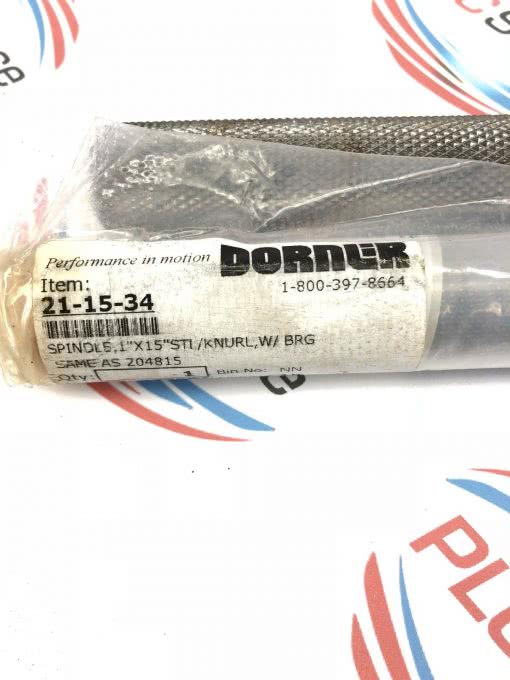 Performance in motion DORNER
Item: 1-800-397-8664
21-15-34
SPINDLE,1"X15"STL/KNURL,W/ BRG
SAME AS 204815
Qty: 1 Bin No: NN
PLC